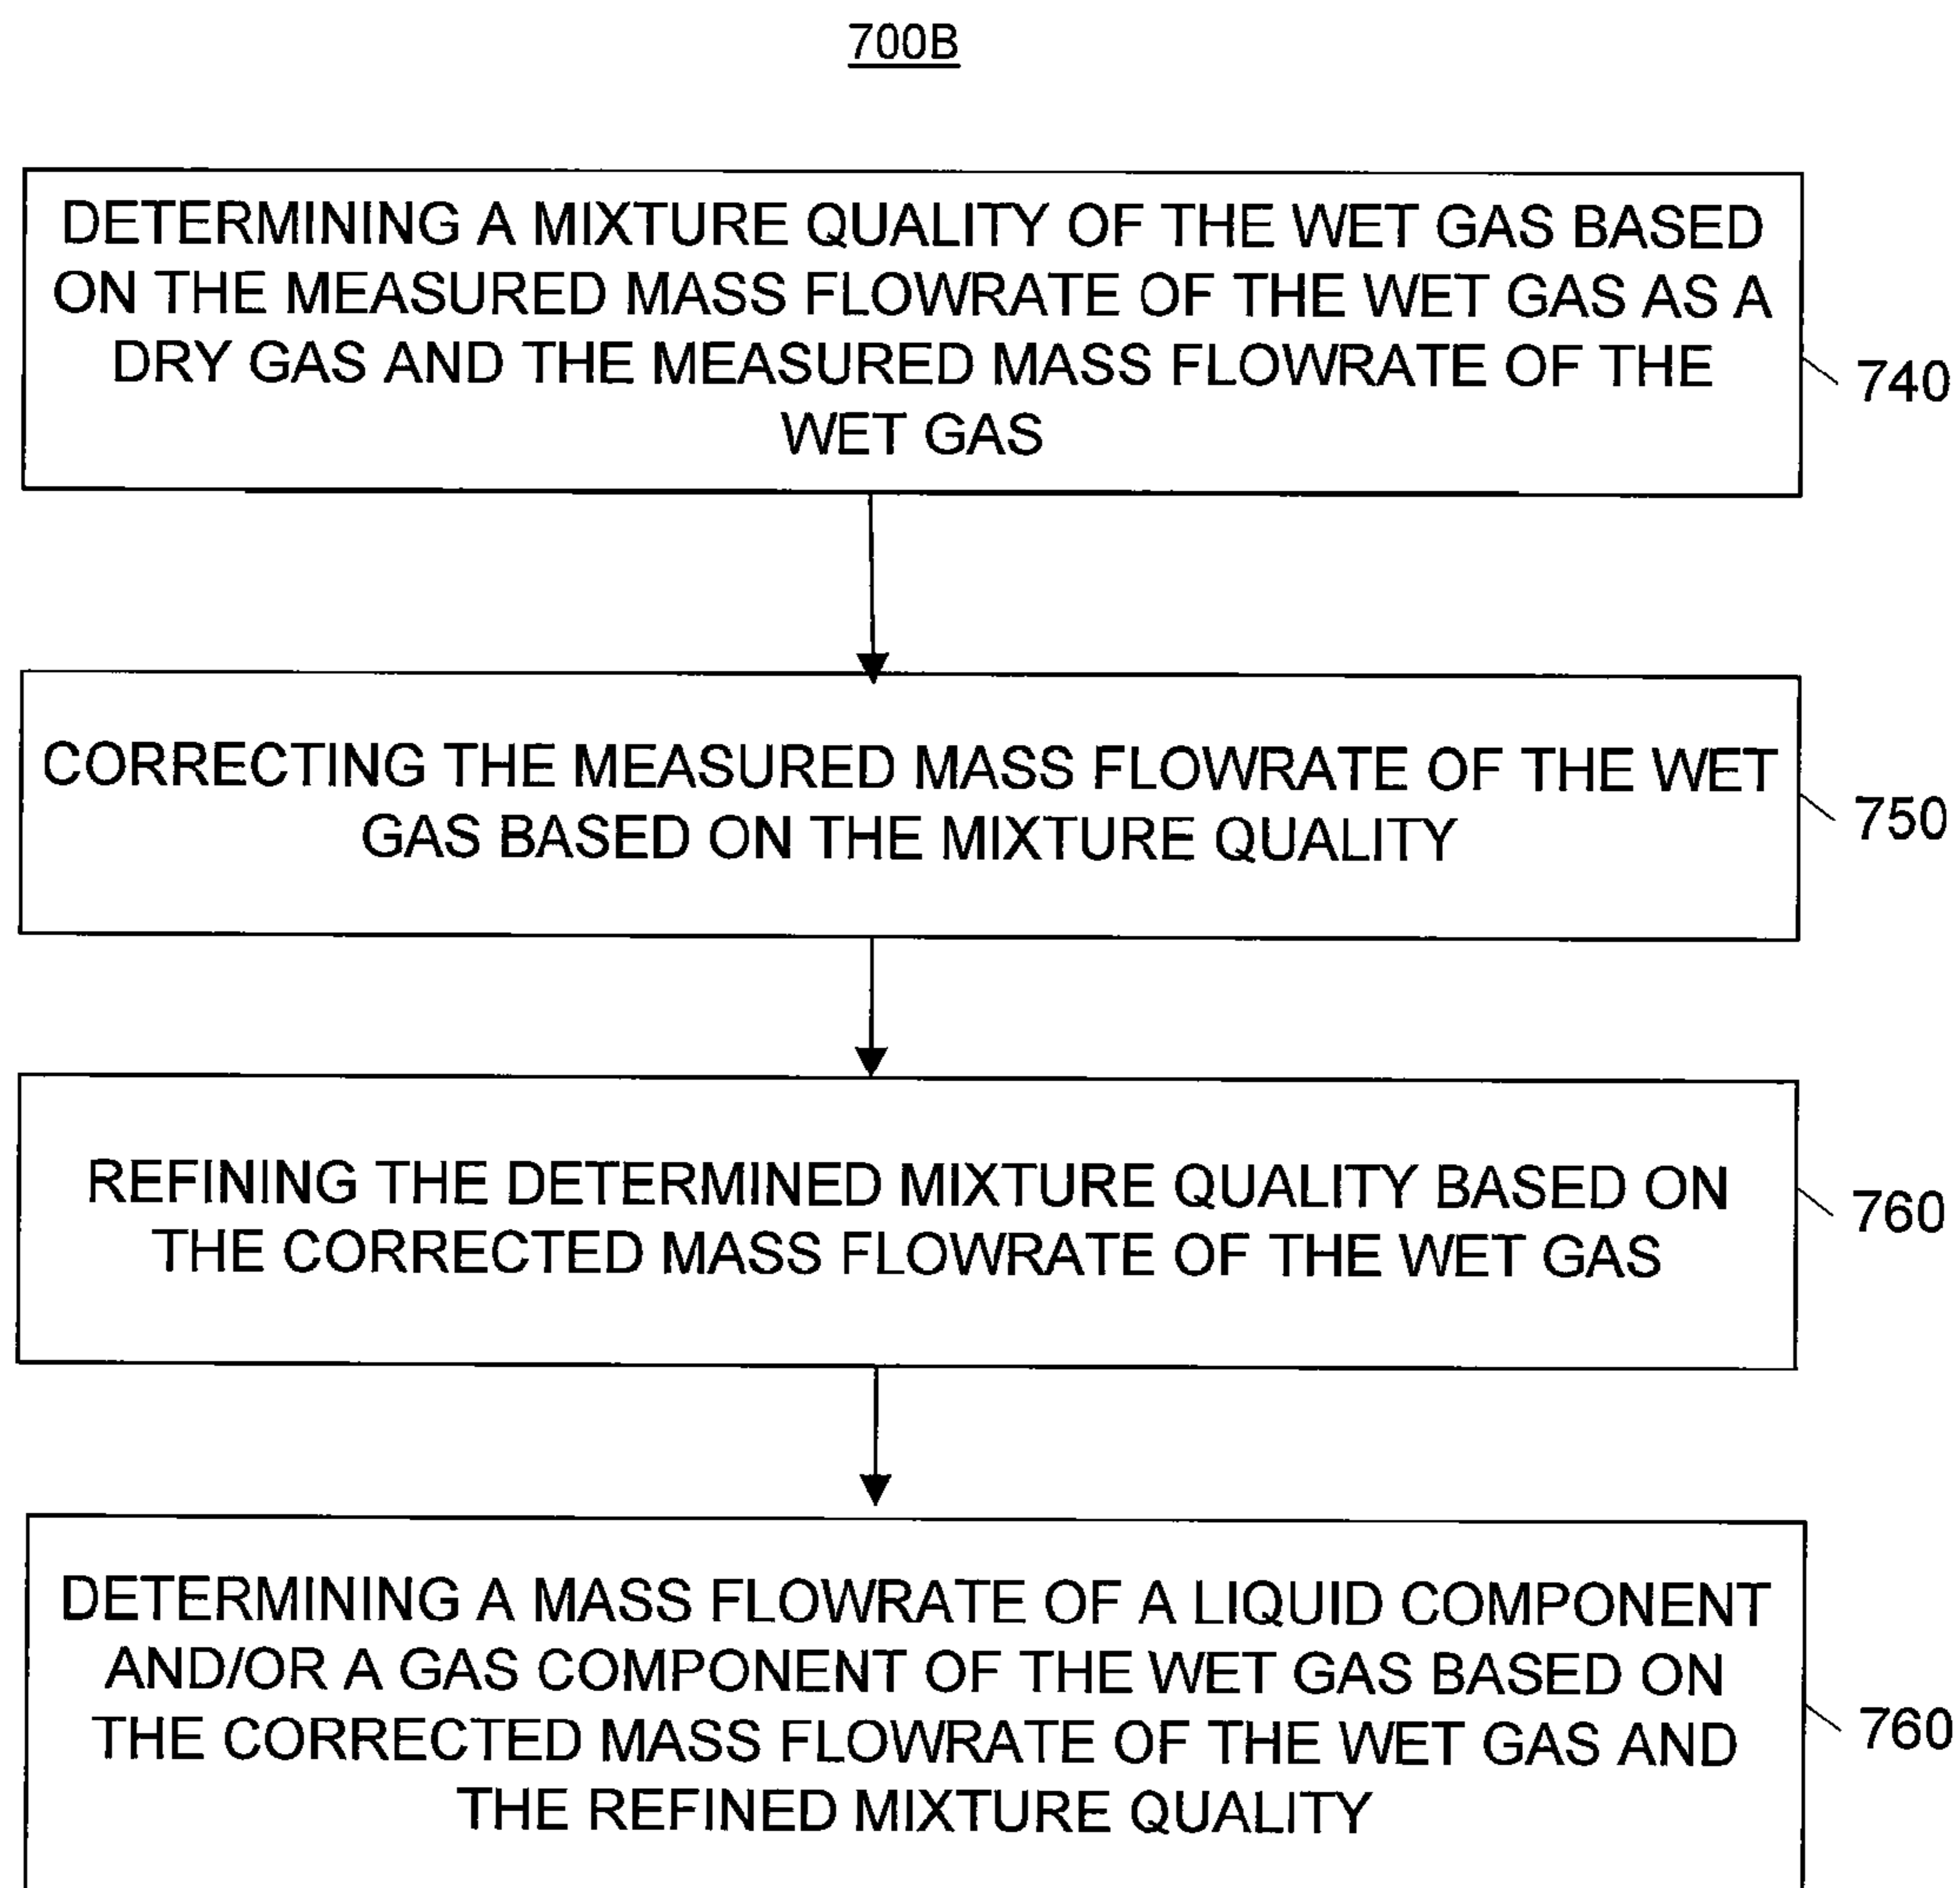 700B
DETERMINING A MIXTURE QUALITY OF THE WET GAS BASED
ON THE MEASURED MASS FLOWRATE OF THE WET GAS AS A
DRY GAS AND THE MEASURED MASS FLOWRATE OF THE
WET GAS
740
CORRECTING THE MEASURED MASS FLOWRATE OF THE WET
GAS BASED ON THE MIXTURE QUALITY
750
REFINING THE DETERMINED MIXTURE QUALITY BASED ON
THE CORRECTED MASS FLOWRATE OF THE WET GAS
760
DETERMINING A MASS FLOWRATE OF A LIQUID COMPONENT
AND/OR A GAS COMPONENT OF THE WET GAS BASED ON
THE CORRECTED MASS FLOWRATE OF THE WET GAS AND
THE REFINED MIXTURE QUALITY
760